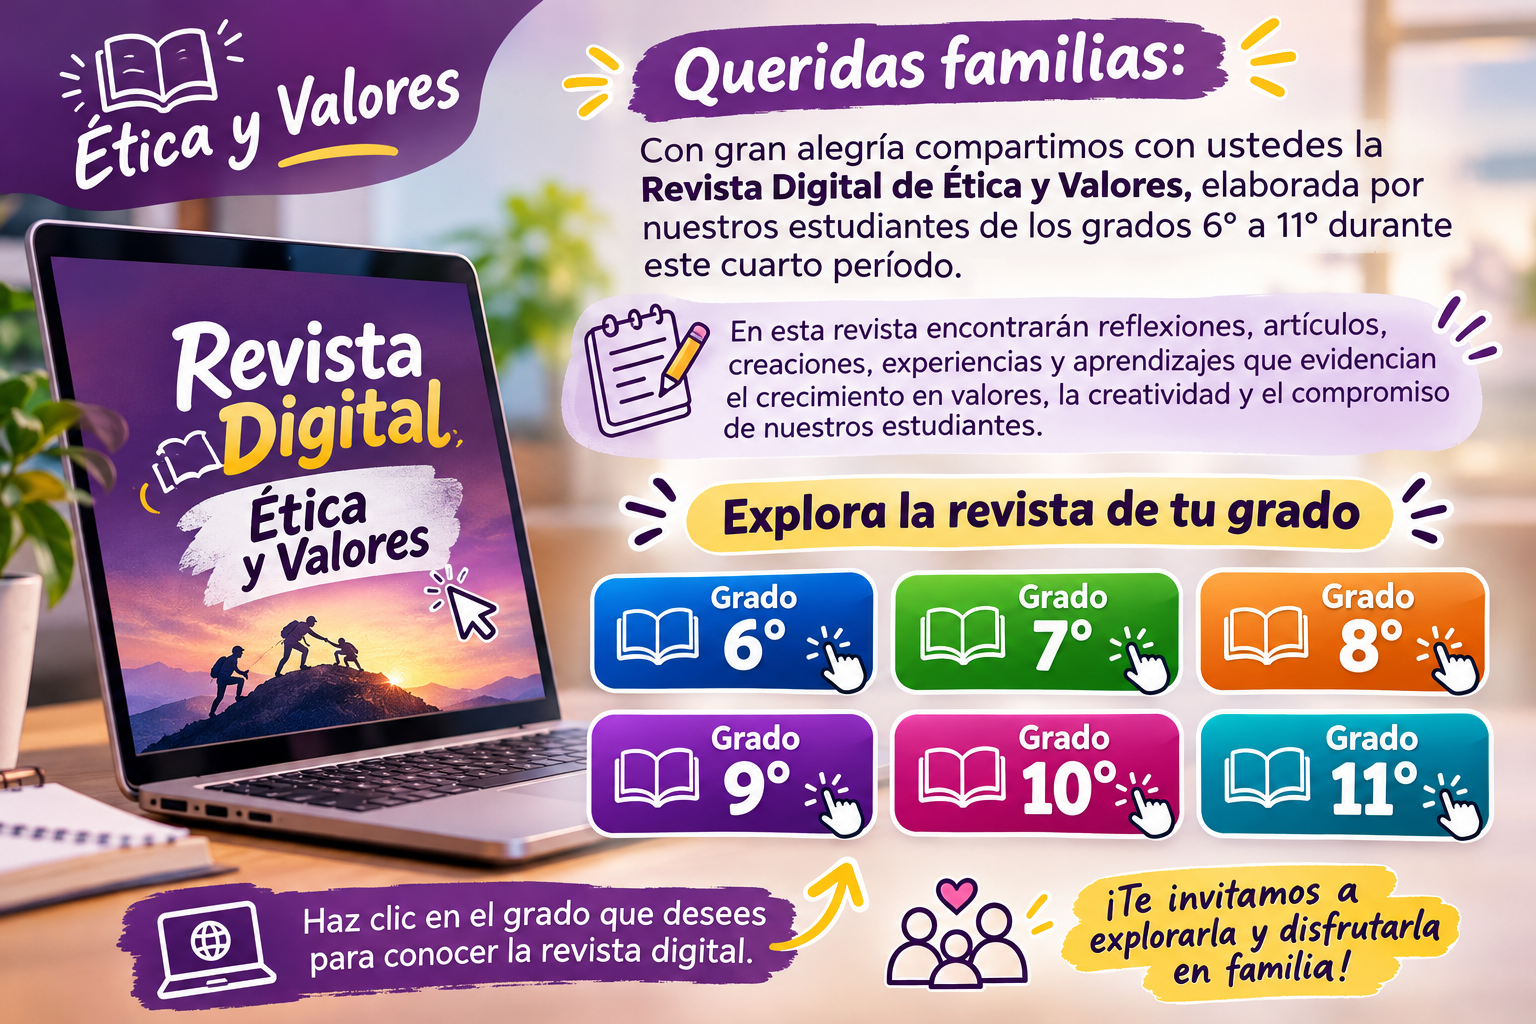 Ética y Valores
Queridas familias:
Con gran alegría compartimos con ustedes la
Revista Digital de Ética y Valores, elaborada por
nuestros estudiantes de los grados 6° a 11° durante
este cuarto período.
Revista
Digital
Ética
y Valores
En esta revista encontrarán reflexiones, artículos,
creaciones, experiencias y aprendizajes que evidencian
el crecimiento en valores, la creatividad y el compromiso
de nuestros estudiantes.
Explora la revista de tu grado
Grado
6°
Grado
7°
Grado
8°
Grado
9°
Grado
10°
Grado
11°
Haz clic en el grado que desees
para conocer la revista digital.
¡Te invitamos a
explorarla y disfrutarla
en familia!